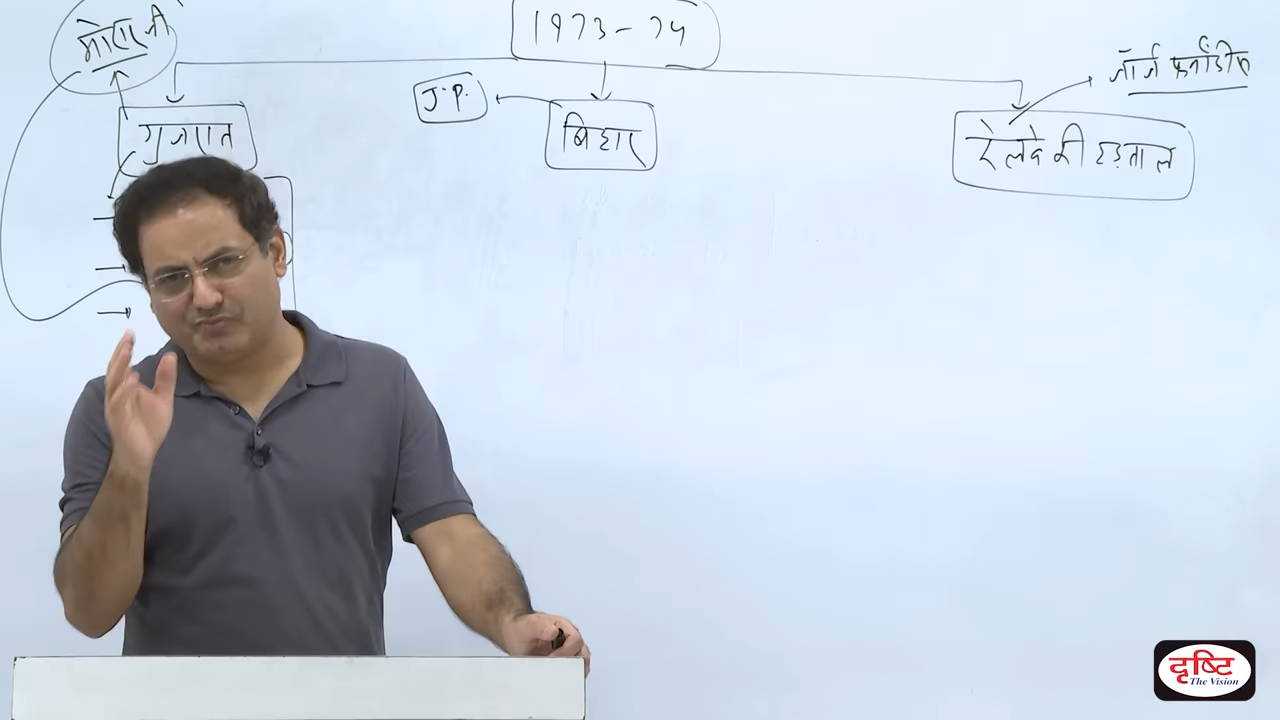 मोरारजी
1973-74
जॉर्ज फर्नांडीस
J.P.
गुजरात
बिहार
रेलवे की हड़ताल
दृष्टि
The Vision